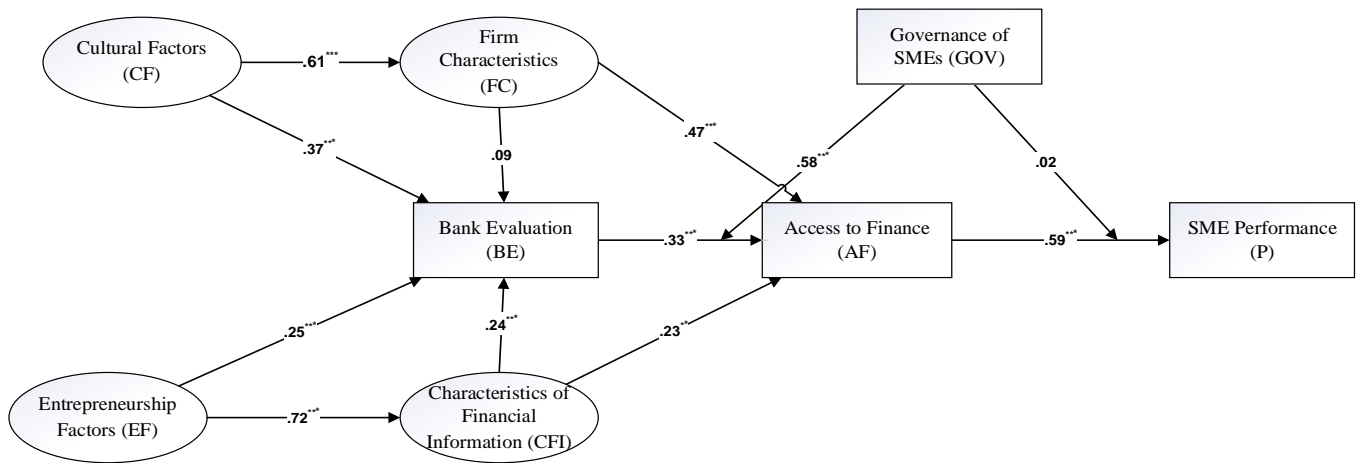 Cultural Factors
(CF)
.61***
Firm
Characteristics
(FC)
Governance of
SMEs (GOV)
.37***
.09
.47***
.58***
.02
Bank Evaluation
(BE)
.33***
Access to Finance
(AF)
.59***
SME Performance
(P)
.25***
.24***
.23**
Entrepreneurship
Factors (EF)
.72***
Characteristics of
Financial
Information (CFI)